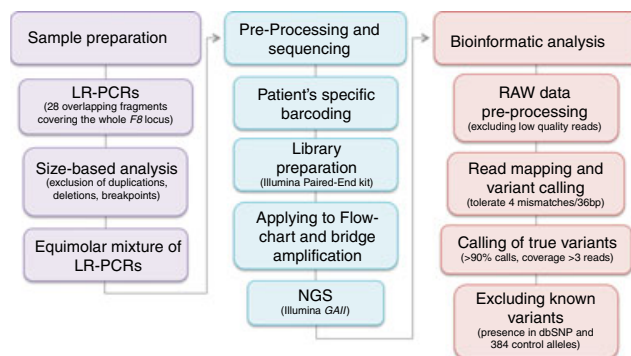 Sample preparation
LR-PCRs
(28 overlapping fragments
covering the whole F8 locus)
Size-based analysis
(exclusion of duplications,
deletions, breakpoints)
Equimolar mixture of
LR-PCRs
Pre-Processing and
sequencing
Patient's specific
barcoding
Library
preparation
(Illumina Paired-End kit)
Applying to Flow-
chart and bridge
amplification
NGS
(Illumina GAII)
Bioinformatic analysis
RAW data
pre-processing
(excluding low quality reads)
Read mapping and
variant calling
(tolerate 4 mismatches/36bp)
Calling of true variants
(>90% calls, coverage >3 reads)
Excluding known
variants
(presence in dbSNP and
384 control alleles)